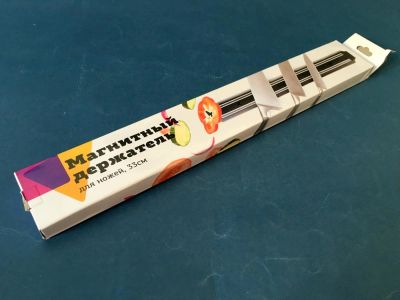 Магнитный
держатель
для ножей, 33см